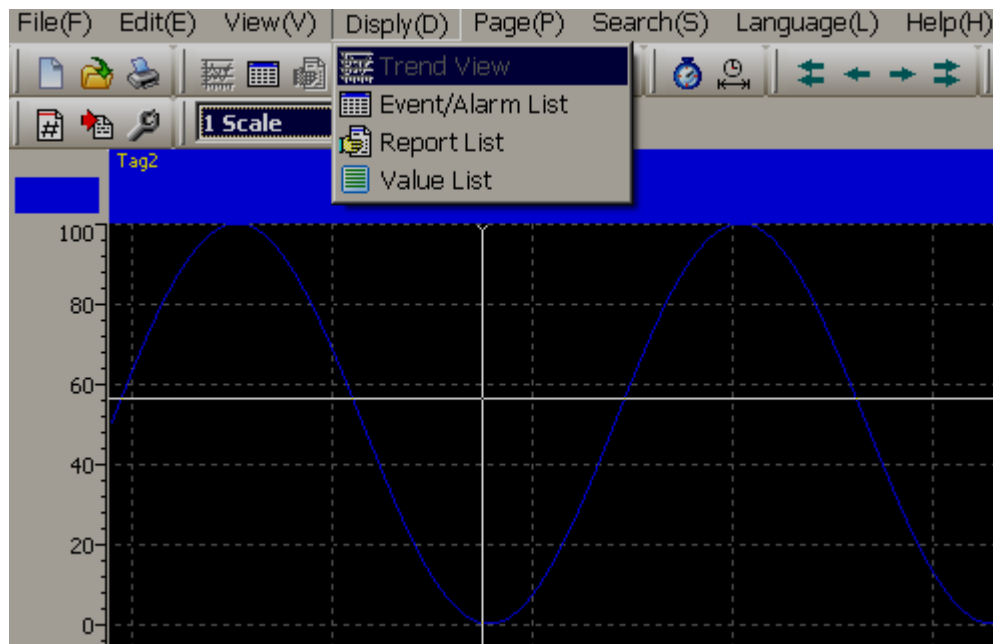 File(F) Edit(E) View(V) Disply(D) Page(P) Search(S) Language(L) Help(H)
Trend View
Event/Alarm List
Report List
Value List
1 Scale
Tag2
100
80
60
40
20
0